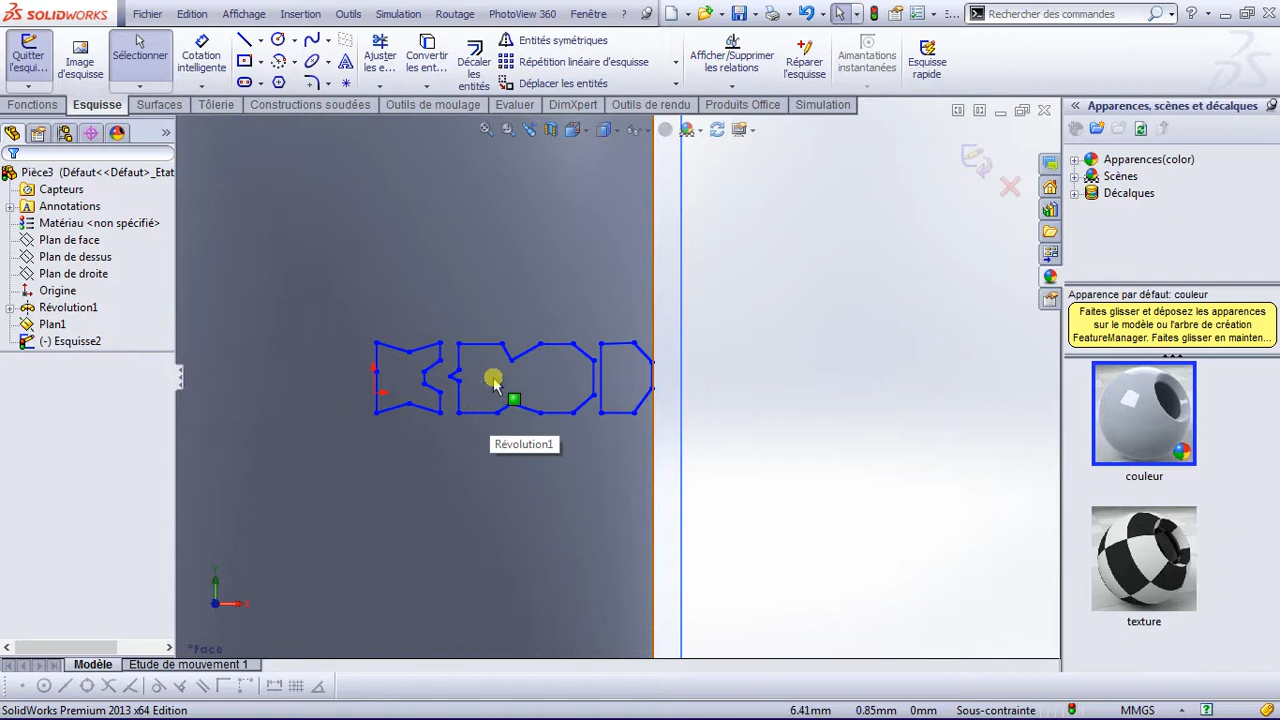 SOLIDWORKS Fichier Edition Affichage Insertion Outils Simulation Routage PhotoView 360 Fenêtre ? Rechercher des commandes
Quitter l'esqui... Image d'esquisse Sélectionner Cotation intelligente Ajuster les e... Convertir les ent... Décaler les entités
Entités symétriques
Répétition linéaire d'esquisse
Déplacer les entités
Afficher/Supprimer les relations Réparer l'esquisse Aimantations instantanées Esquisse rapide
Fonctions Esquisse Surfaces Tôlerie Constructions soudées Outils de moulage Evaluer DimXpert Outils de rendu Produits Office Simulation
Apparences, scènes et décalques
Pièce3 (Défaut<<Défaut>_Etat
Capteurs
Annotations
Matériau <non spécifié>
Plan de face
Plan de dessus
Plan de droite
Origine
Révolution1
Plan1
(-) Esquisse2
Révolution1
Y
X
*Face
Apparences(color)
Scènes
Décalques
Apparence par défaut: couleur
Faites glisser et déposez les apparences
sur le modèle ou l'arbre de création
FeatureManager. Faites glisser en mainten...
couleur
texture
Modèle Etude de mouvement 1
SolidWorks Premium 2013 x64 Edition 6.41mm 0.85mm 0mm Sous-contrainte MMGS